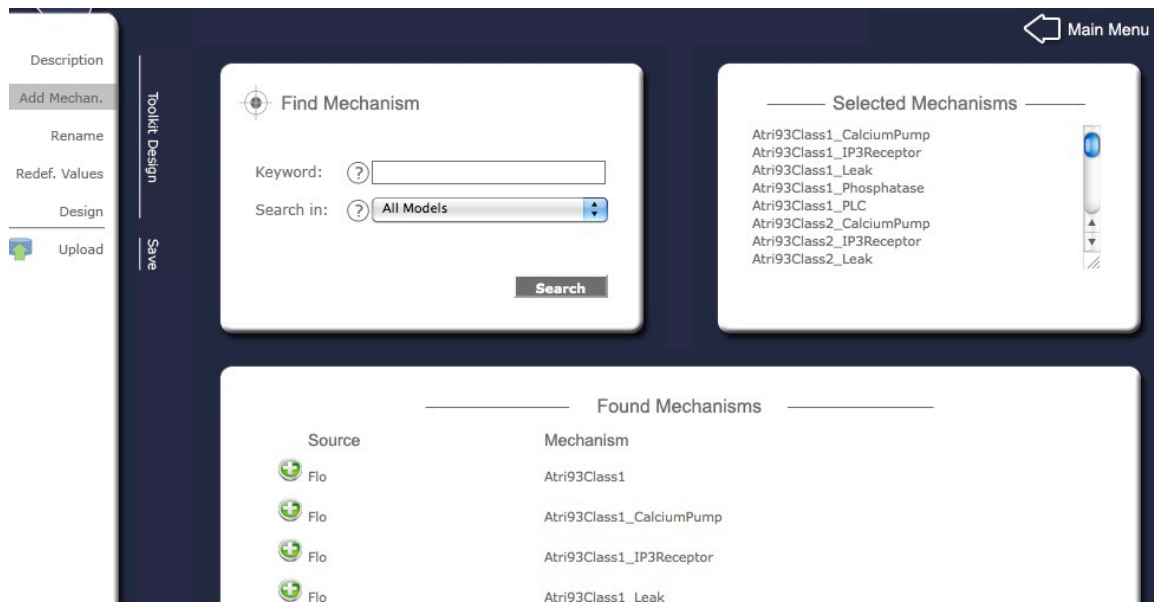 Main Menu
Description
Add Mechan.
Rename
Redef. Values
Design
Upload
Toolkit Design
Save
Find Mechanism
Keyword: ?
Search in: ? All Models
Search
Selected Mechanisms
Atri93Class1_CalciumPump
Atri93Class1_IP3Receptor
Atri93Class1_Leak
Atri93Class1_Phosphatase
Atri93Class1_PLC
Atri93Class2_CalciumPump
Atri93Class2_IP3Receptor
Atri93Class2_Leak
Found Mechanisms
Source Mechanism
Flo Atri93Class1
Flo Atri93Class1_CalciumPump
Flo Atri93Class1_IP3Receptor
Flo Atri93Class1_Leak